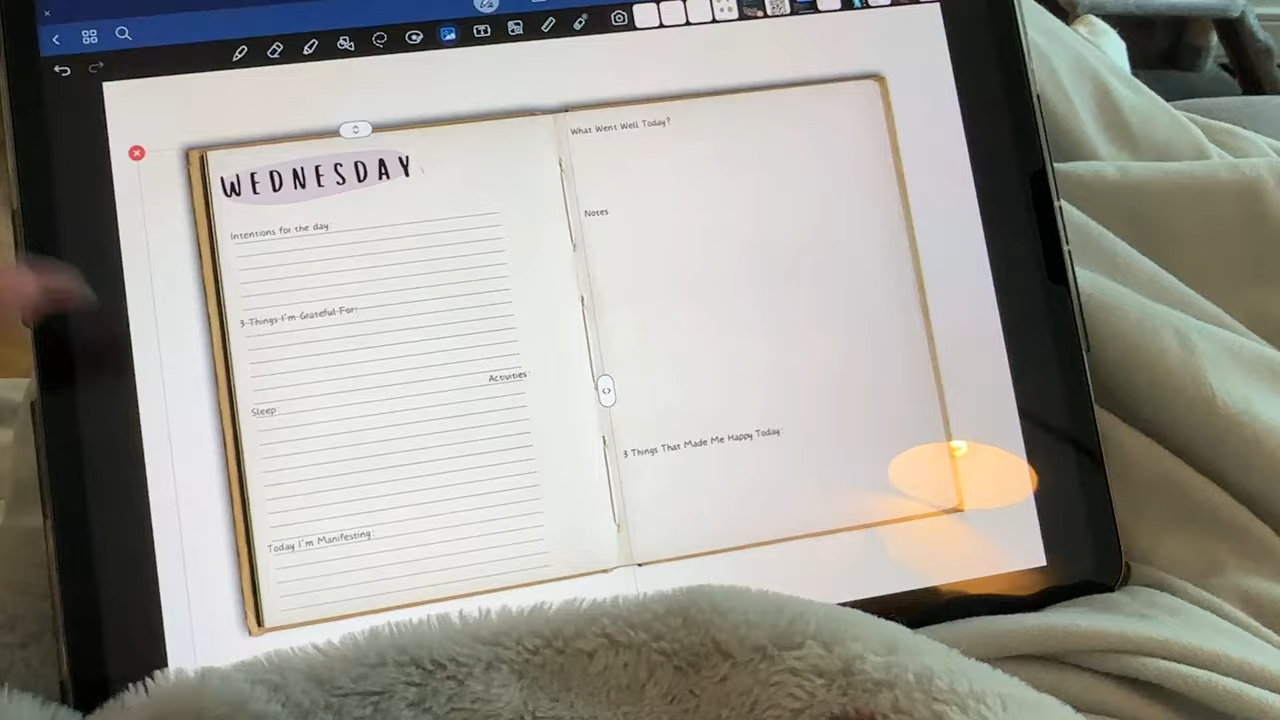 WEDNESDAY
Intentions for the day:
3 Things I'm Grateful For:
Activities:
Sleep:
Today I'm Manifesting:
What Went Well Today?
Notes
3 Things That Made Me Happy Today: